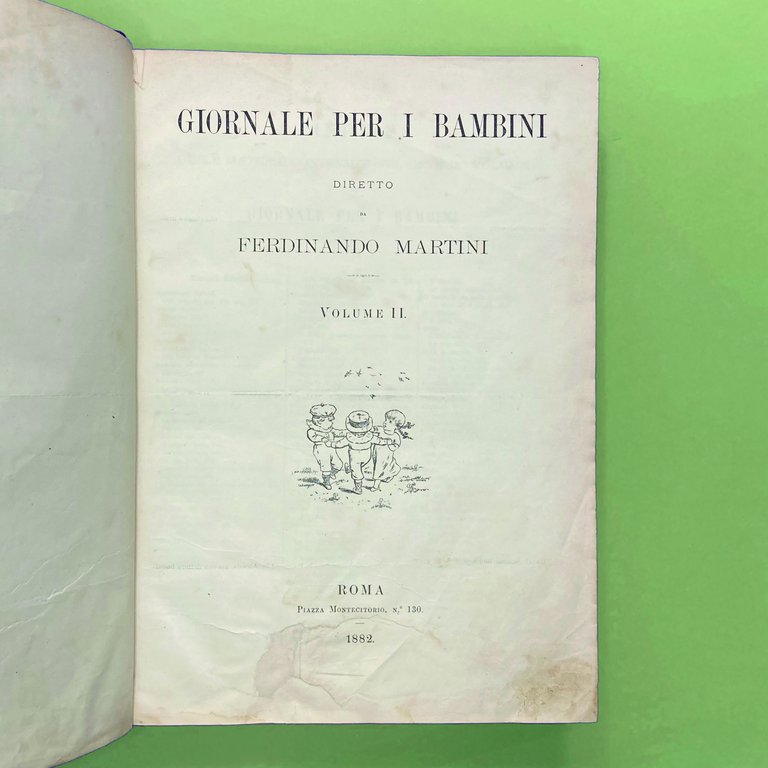 GIORNALE PER I BAMBINI
DIRETTO
DA
FERDINANDO MARTINI
VOLUME II.
ROMA
PIAZZA MONTECITORIO, N.º 130.
1882.